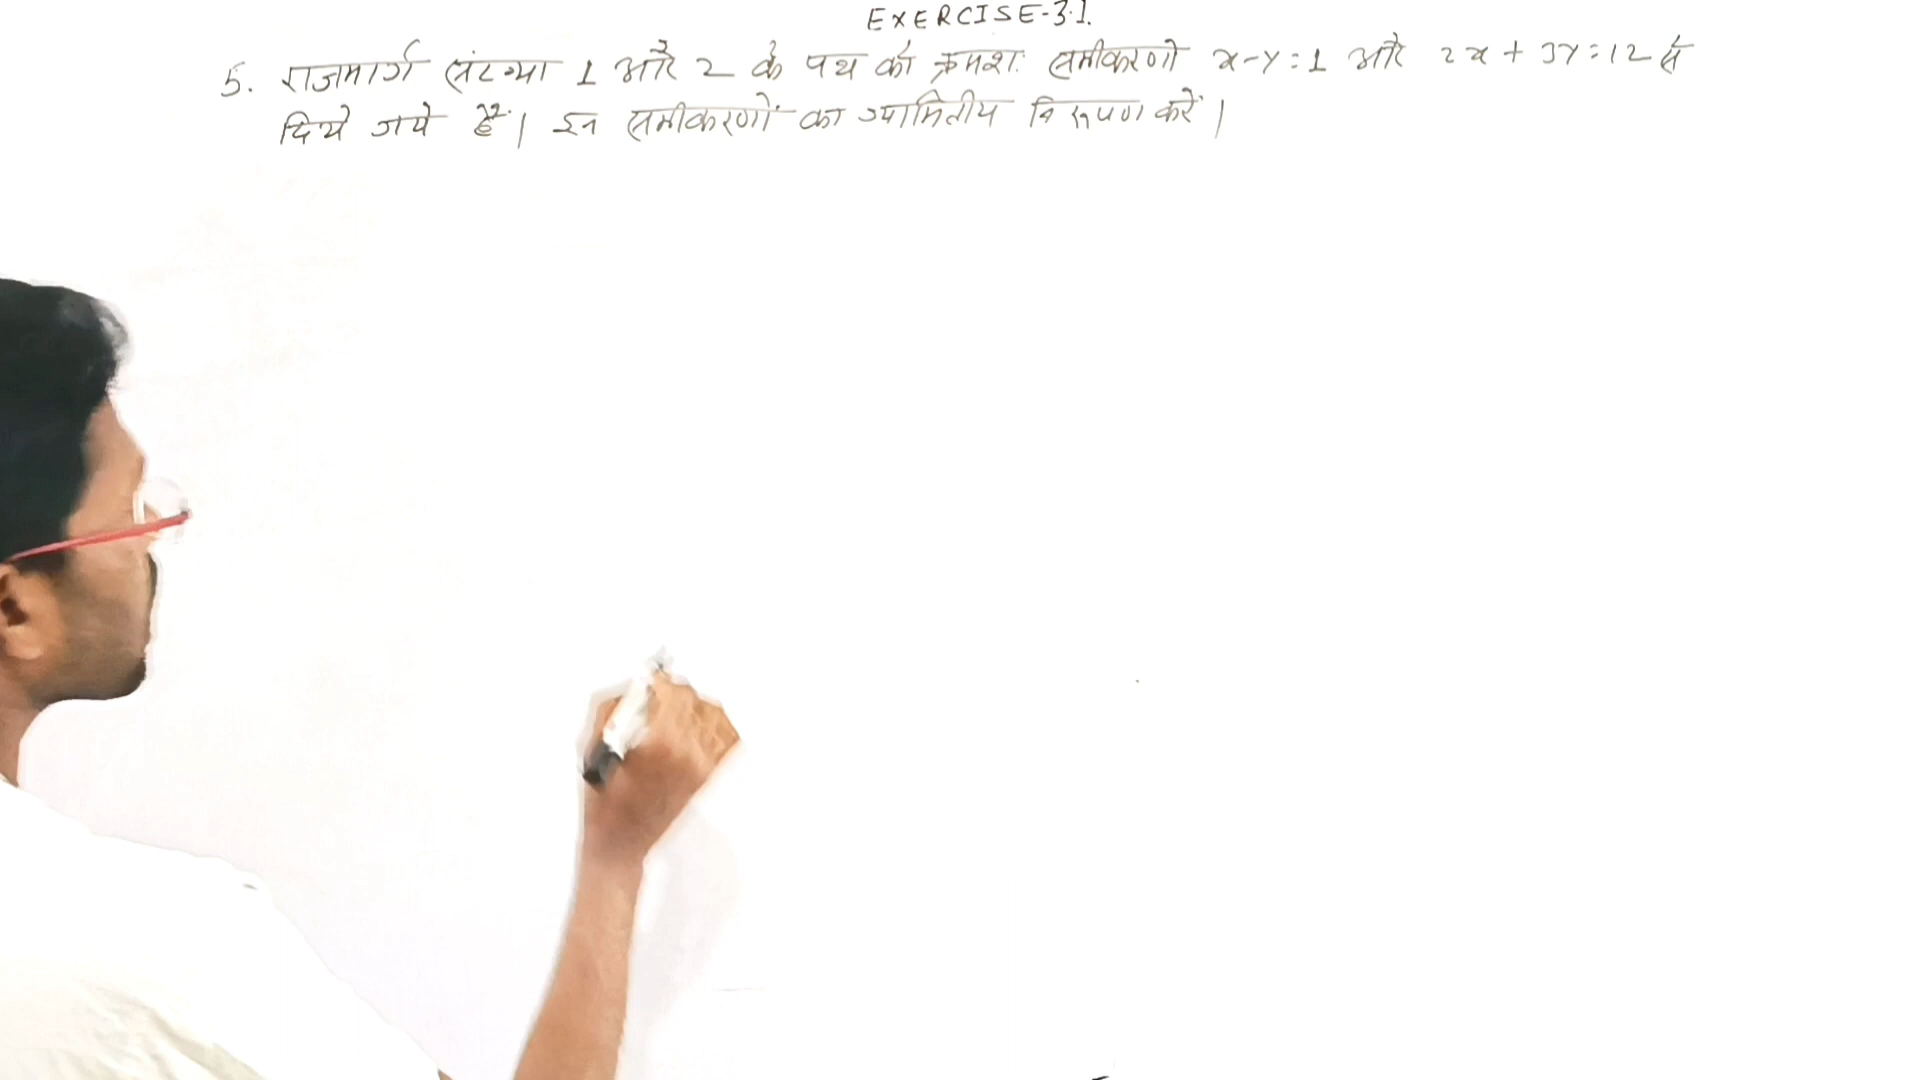 EXERCISE-3.1.
5. राजमार्ग संख्या 1 और 2 के पथ को क्रमशः समीकरणो x-y=1 और 2x + 3y=12 से
दिये गये हैं। इन समीकरणों का ज्यामितीय निरूपण करें।